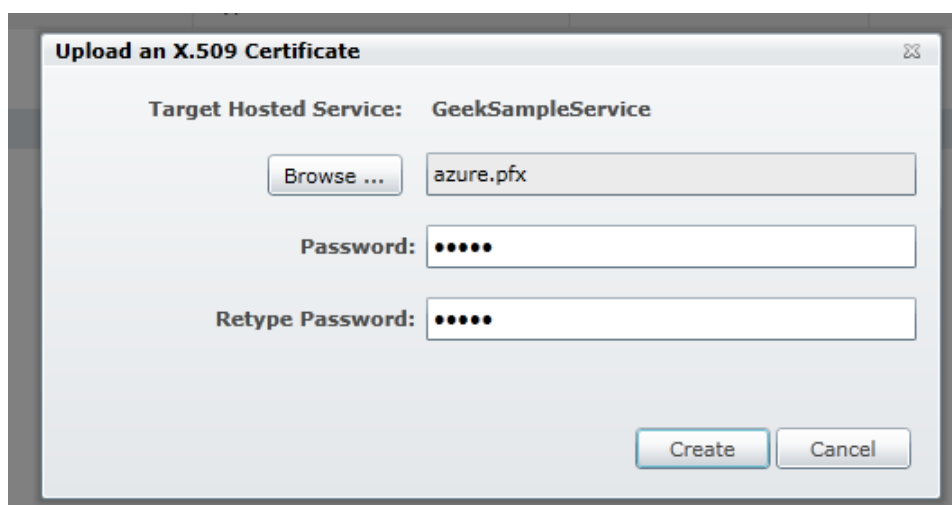 Upload an X.509 Certificate
Target Hosted Service: GeekSampleService
Browse ... azure.pfx
Password: •••••
Retype Password: •••••
Create Cancel